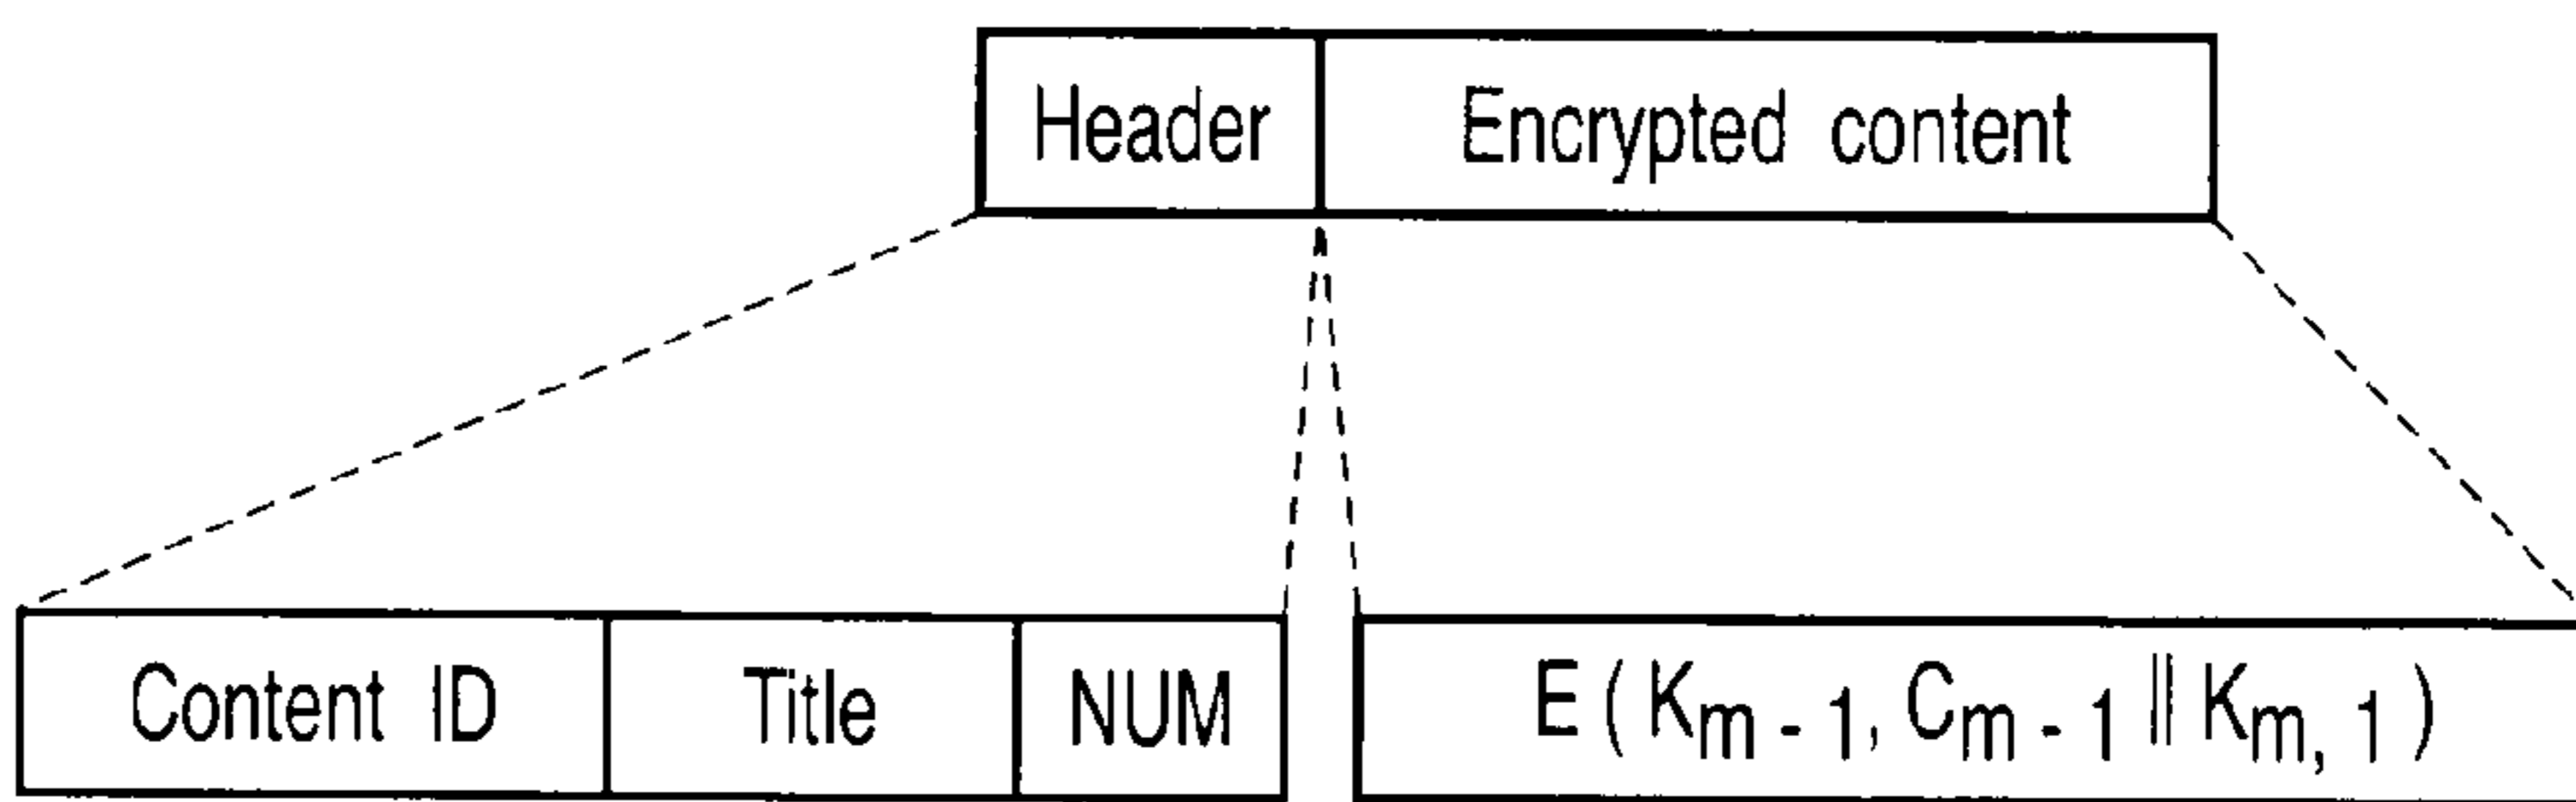 Header Encrypted content
Content ID Title NUM E ( Km - 1, Cm - 1 || Km, 1 )